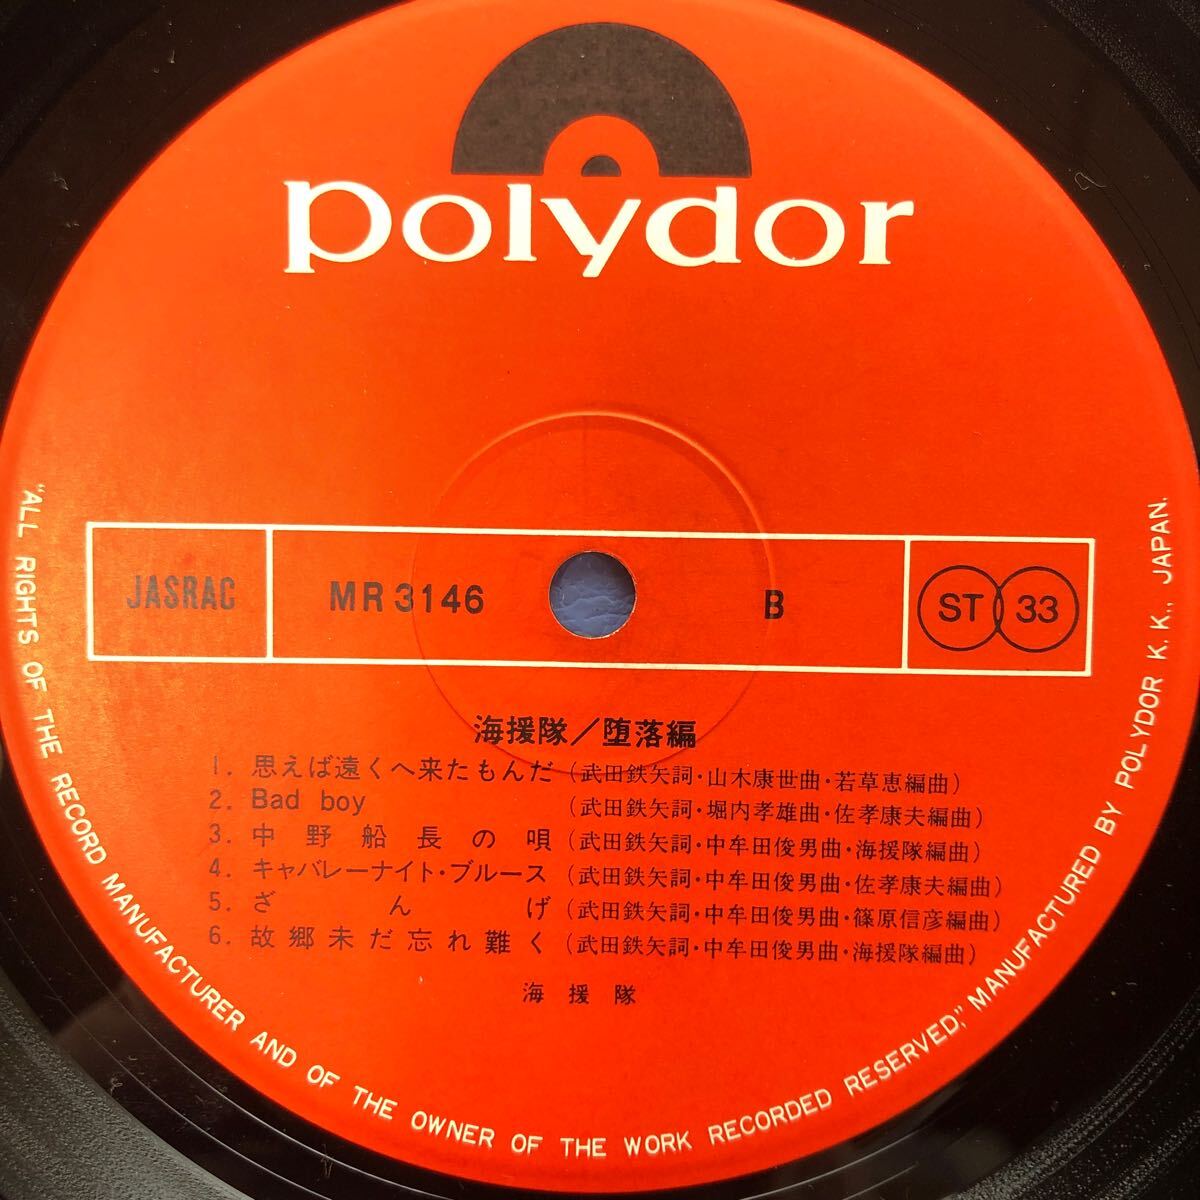 polydor
JASRAC MR 3146 B ST 33
海援隊/堕落編
1. 思えば遠くへ来たもんだ (武田鉄矢詞・山木康世曲・若草恵編曲)
2. Bad boy (武田鉄矢詞・堀内孝雄曲・佐孝康夫編曲)
3. 中野船長の唄 (武田鉄矢詞・中牟田俊男曲・海援隊編曲)
4. キャバレーナイト・ブルース (武田鉄矢詞・中牟田俊男曲・佐孝康夫編曲)
5. ざんげ (武田鉄矢詞・中牟田俊男曲・篠原信彦編曲)
6. 故郷未だ忘れ難く (武田鉄矢詞・中牟田俊男曲・海援隊編曲)
海援隊
"ALL RIGHTS OF THE RECORD MANUFACTURER AND OF THE OWNER OF THE WORK RECORDED RESERVED," MANUFACTURED BY POLYDOR K. K., JAPAN.